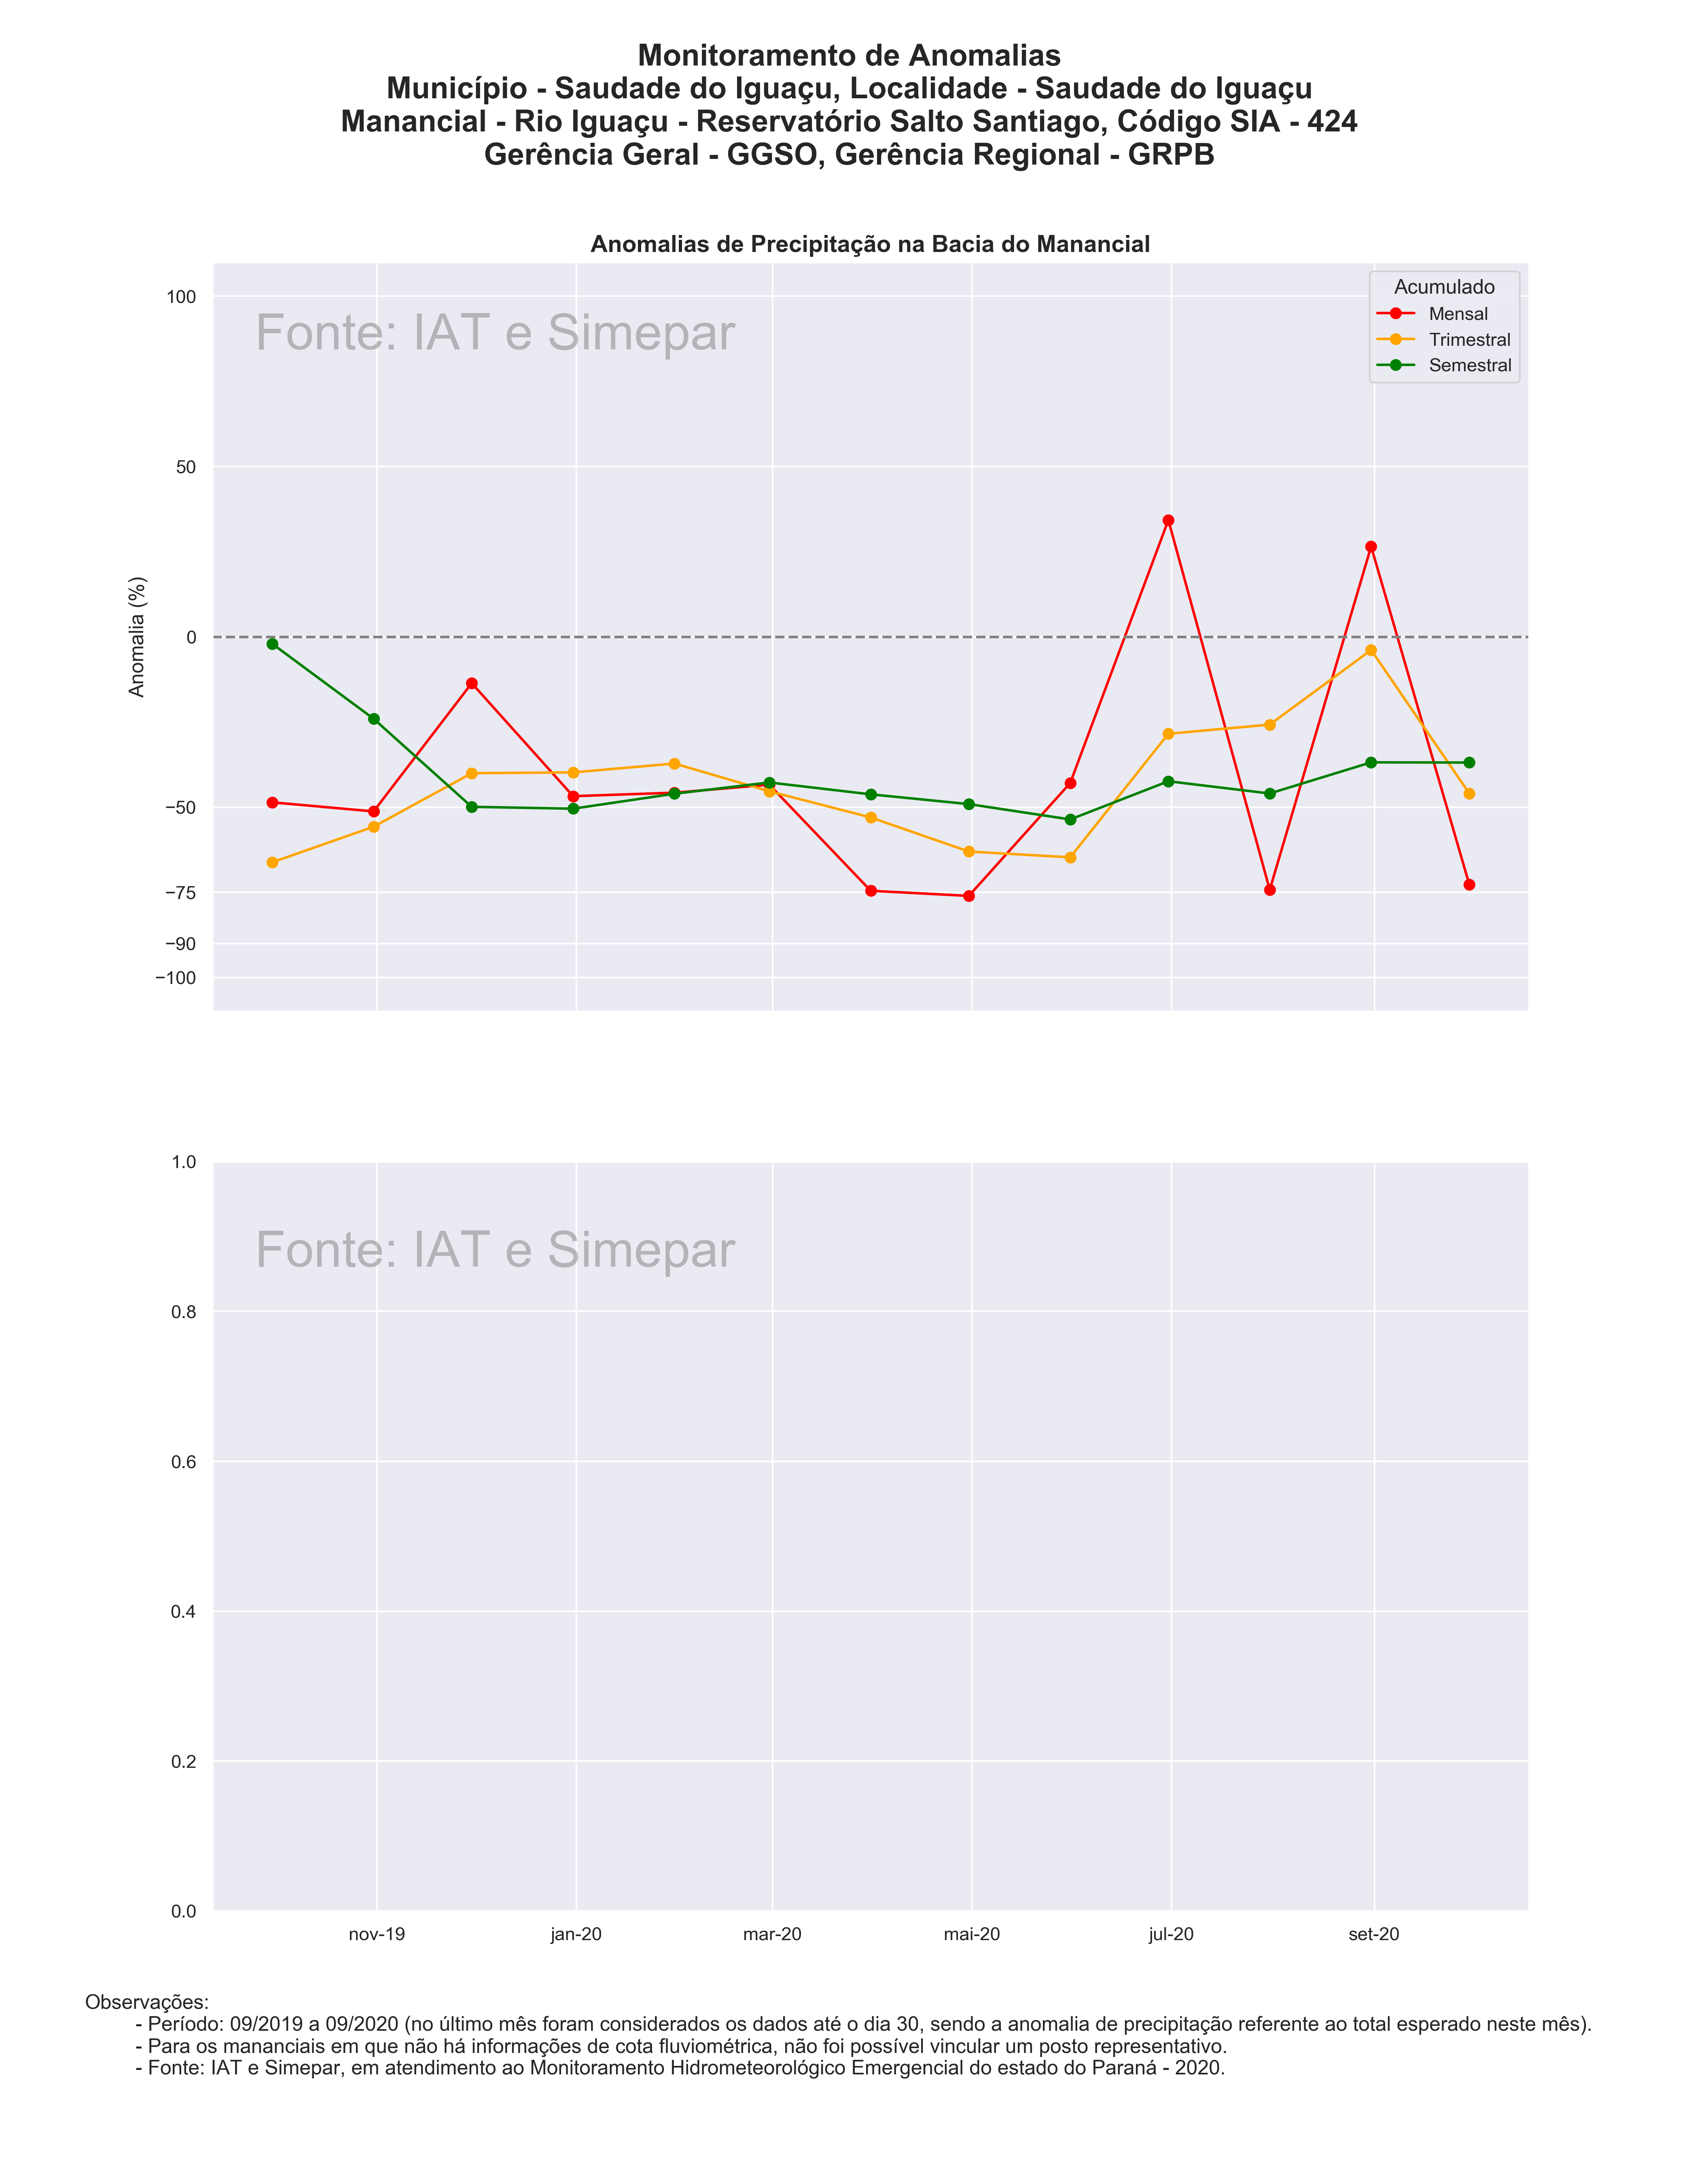 Monitoramento de Anomalias
Município - Saudade do Iguaçu, Localidade - Saudade do Iguaçu
Manancial - Rio Iguaçu - Reservatório Salto Santiago, Código SIA - 424
Gerência Geral - GGSO, Gerência Regional - GRPB
Anomalias de Precipitação na Bacia do Manancial
Fonte: IAT e Simepar
Acumulado
Mensal
Trimestral
Semestral
Anomalia (%)
100
50
0
−50
−75
−90
−100
Fonte: IAT e Simepar
1.0
0.8
0.6
0.4
0.2
0.0
nov-19 jan-20 mar-20 mai-20 jul-20 set-20
Observações:
- Período: 09/2019 a 09/2020 (no último mês foram considerados os dados até o dia 30, sendo a anomalia de precipitação referente ao total esperado neste mês).
- Para os mananciais em que não há informações de cota fluviométrica, não foi possível vincular um posto representativo.
- Fonte: IAT e Simepar, em atendimento ao Monitoramento Hidrometeorológico Emergencial do estado do Paraná - 2020.